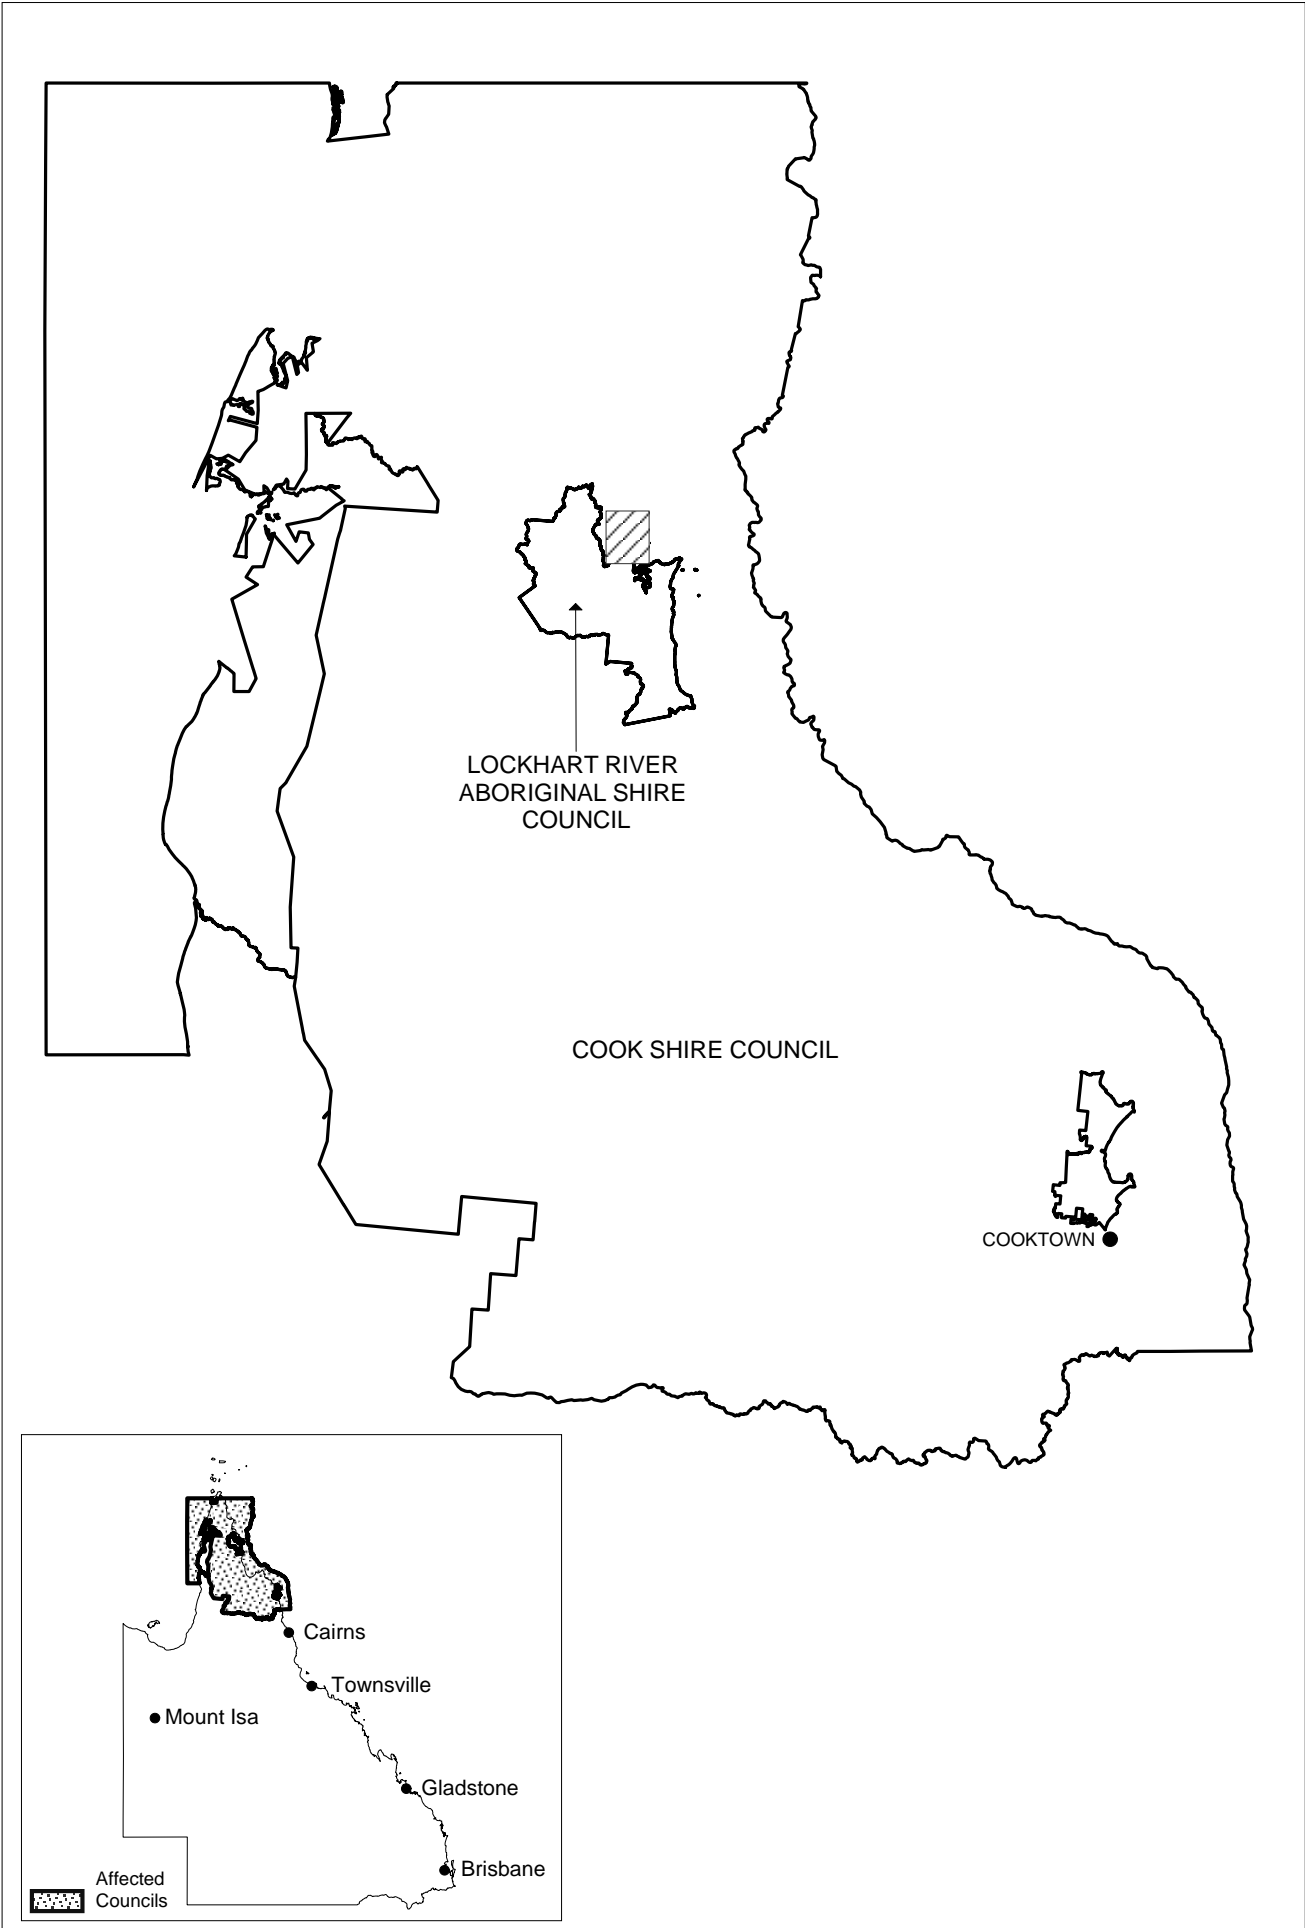 LOCKHART RIVER
ABORIGINAL SHIRE
COUNCIL
COOK SHIRE COUNCIL
COOKTOWN
Cairns
Townsville
Mount Isa
Gladstone
Brisbane
Affected
Councils